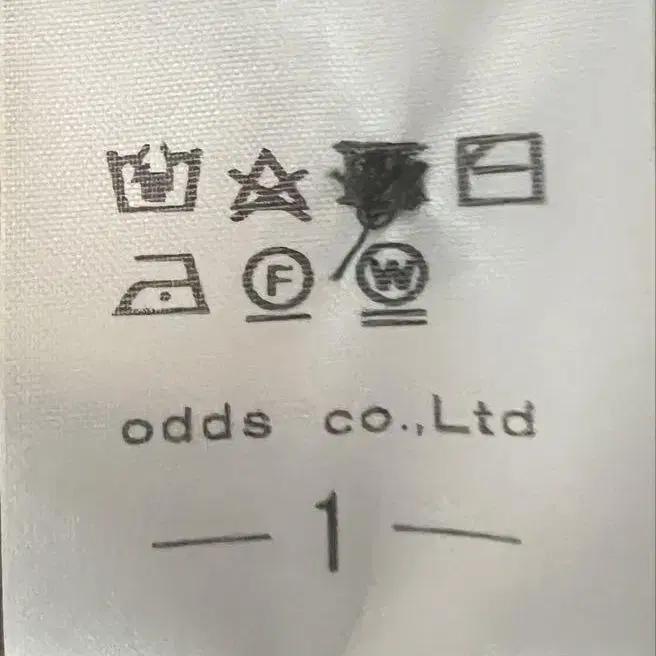 F W
odds co.,Ltd
— 1 —